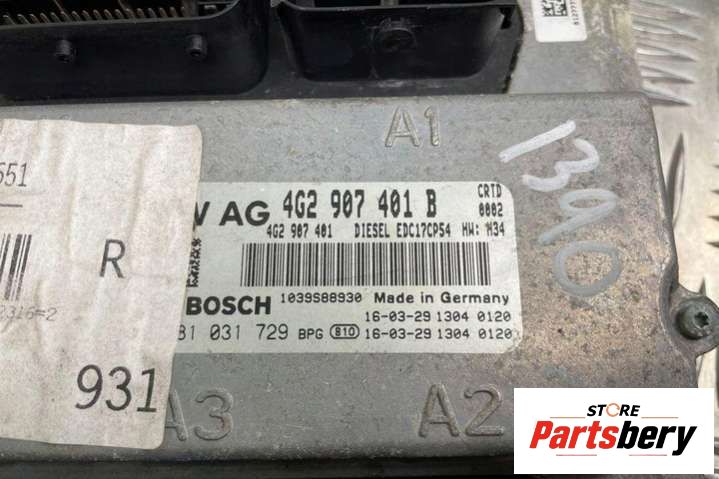 551
R
931
A1
1390
W AG 4G2 907 401 B CRTD
4G2 907 401 DIESEL EDC17CP54 0002
HW: M34
BOSCH 1039S88930 Made in Germany
16-03-29 1304 0120
81 031 729 BPG 810 16-03-29 1304 0120
A3
A2
STORE
Partsbery